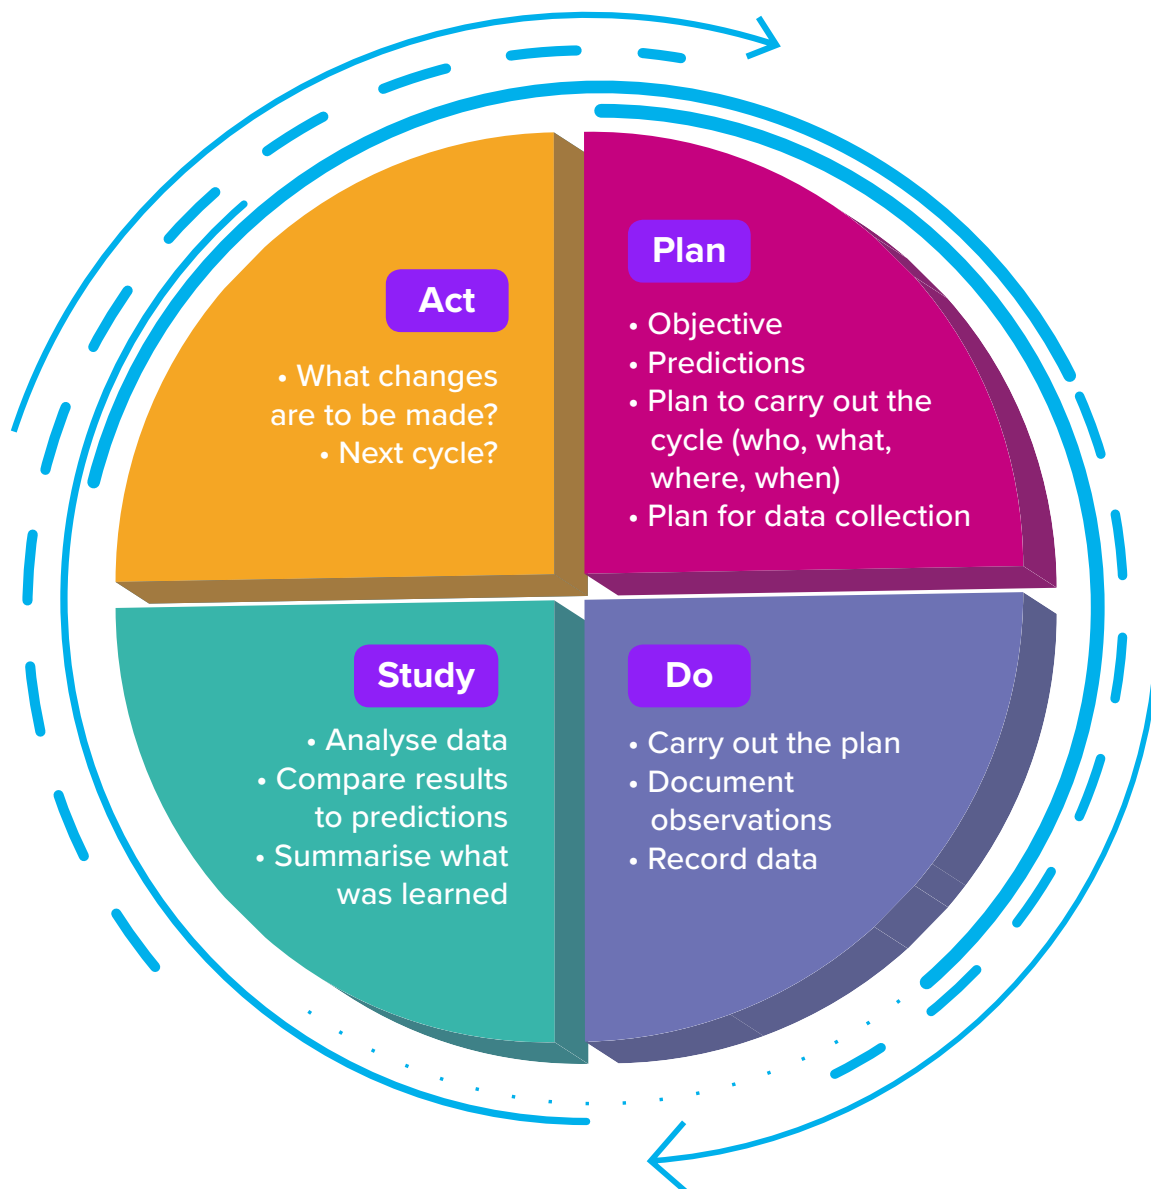 Plan
• Objective
• Predictions
• Plan to carry out the
cycle (who, what,
where, when)
• Plan for data collection
Do
• Carry out the plan
• Document
observations
• Record data
Study
• Analyse data
• Compare results
to predictions
• Summarise what
was learned
Act
• What changes
are to be made?
• Next cycle?